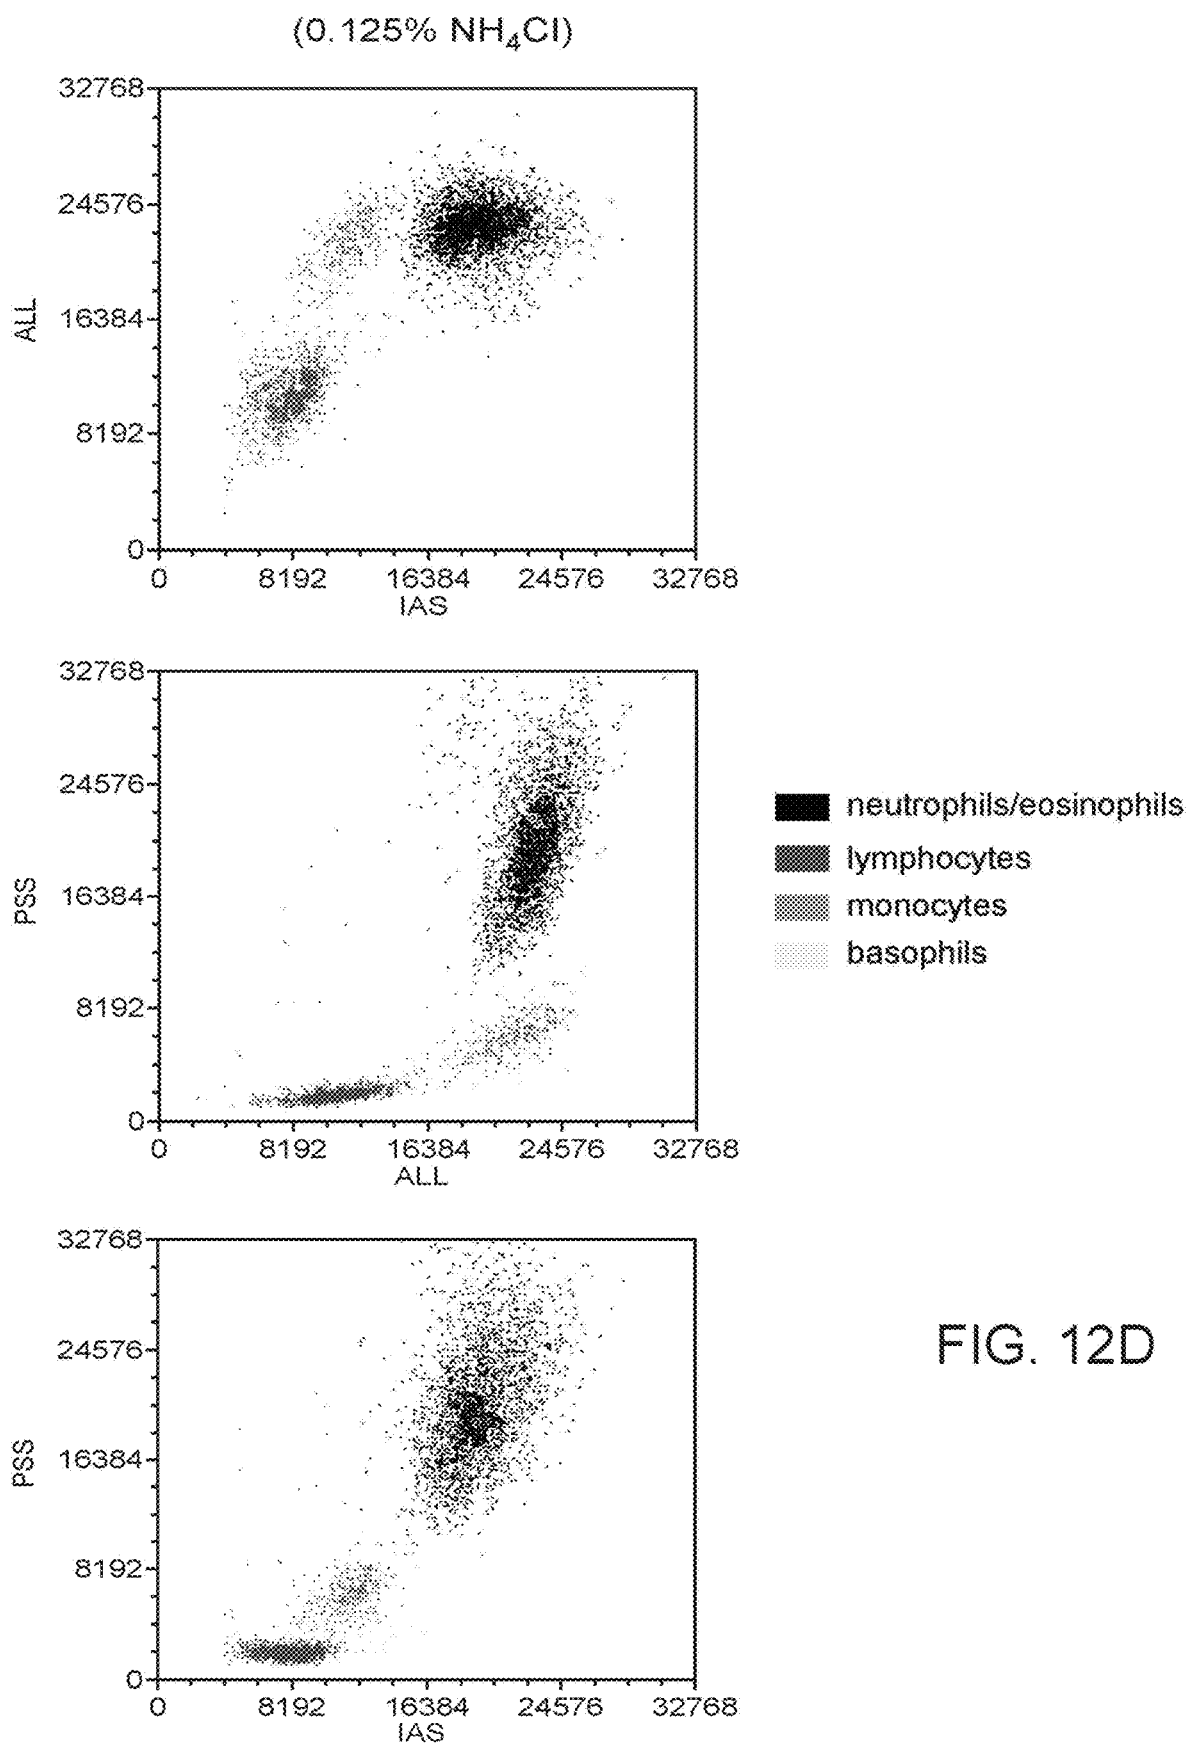 (0.125% NH₄Cl)
32768
24576
16384
8192
0
ALL
0 8192 16384 24576 32768
IAS
32768
24576
16384
8192
0
PSS
0 8192 16384 24576 32768
ALL
neutrophils/eosinophils
lymphocytes
monocytes
basophils
32768
24576
16384
8192
0
PSS
0 8192 16384 24576 32768
IAS
FIG. 12D